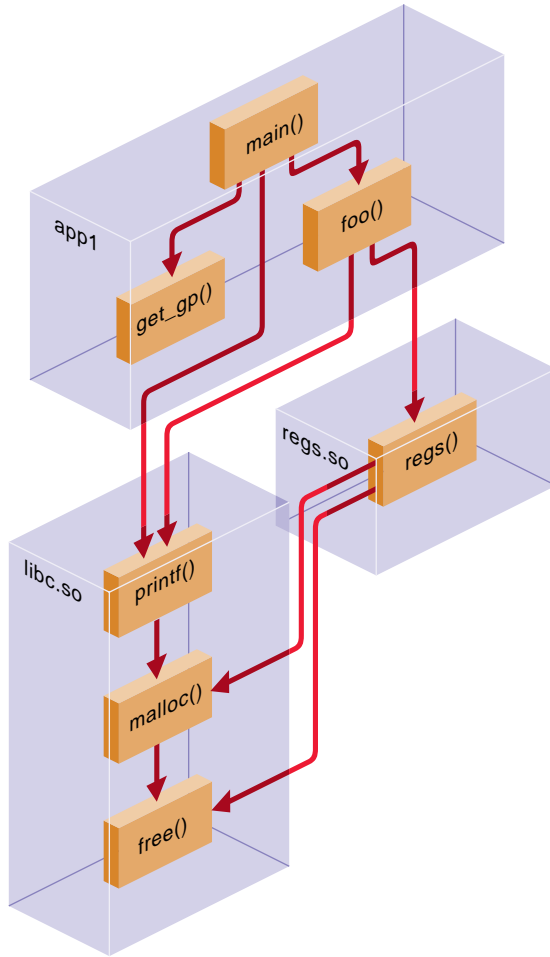 main()
foo()
app1
get_gp()
regs.so
regs()
libc.so
printf()
malloc()
free()